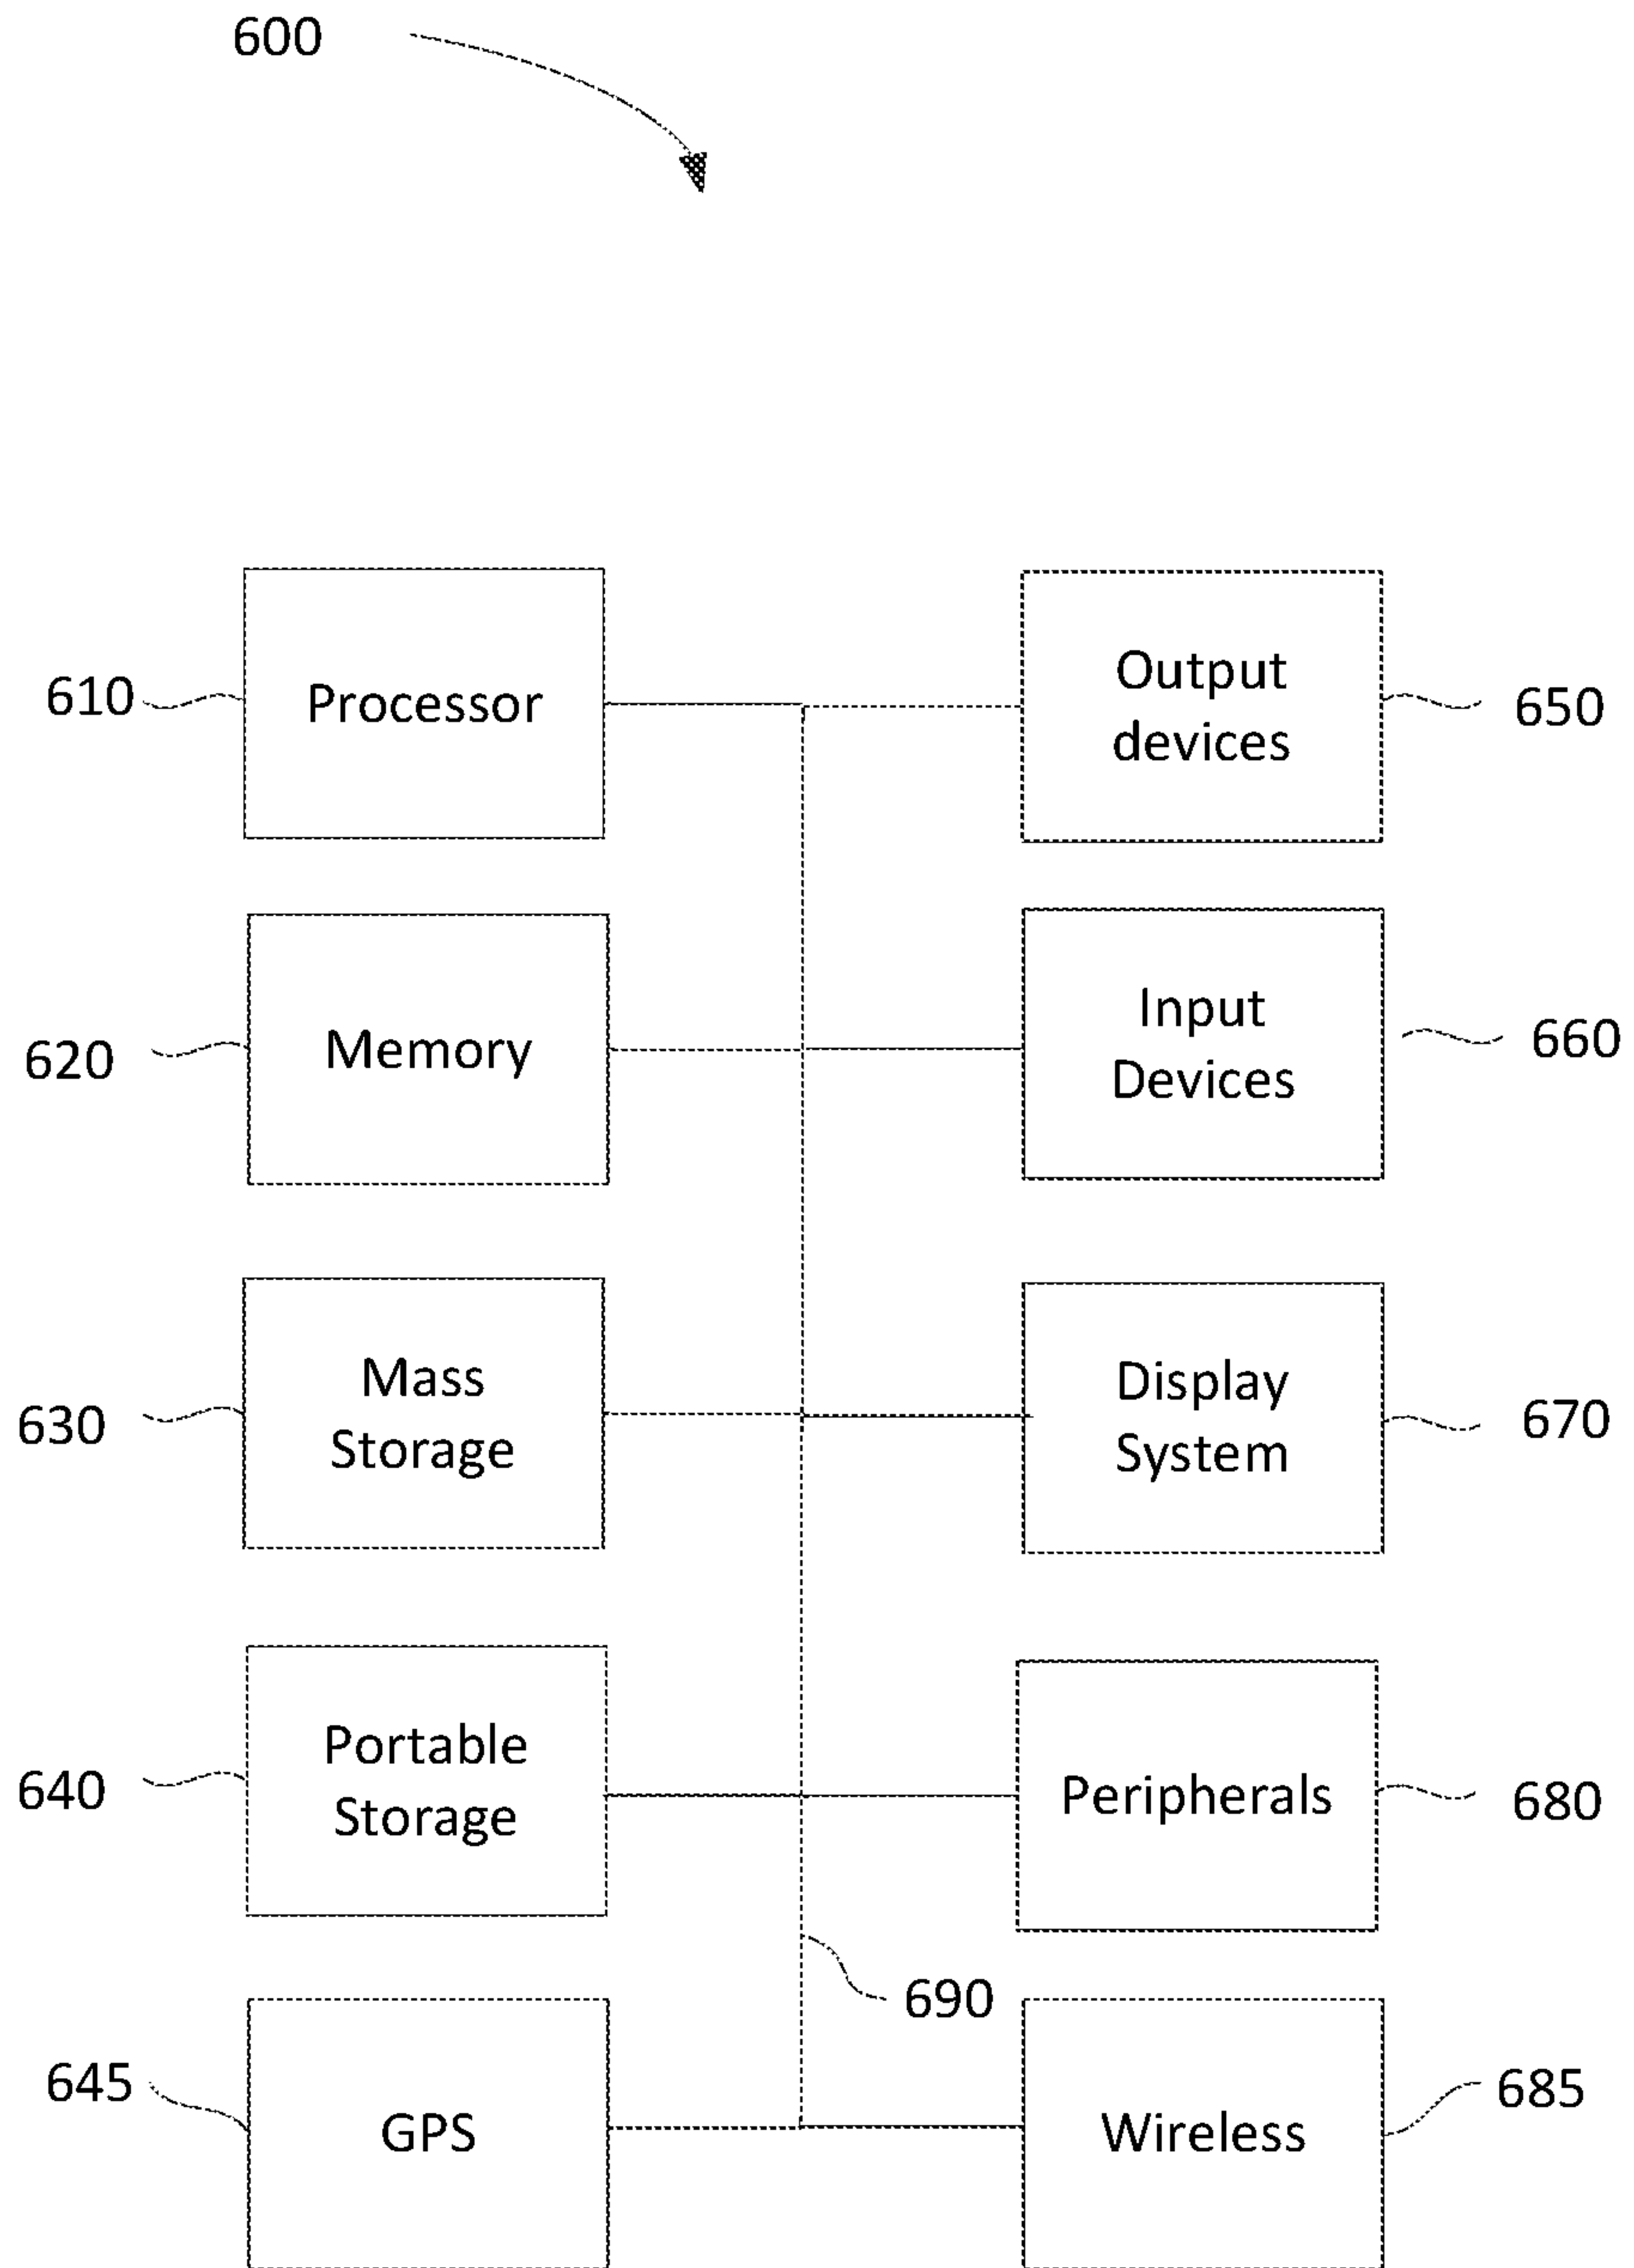 600
610
Processor
Output
devices
650
620
Memory
Input
Devices
660
630
Mass
Storage
Display
System
670
640
Portable
Storage
Peripherals
680
690
645
GPS
Wireless
685